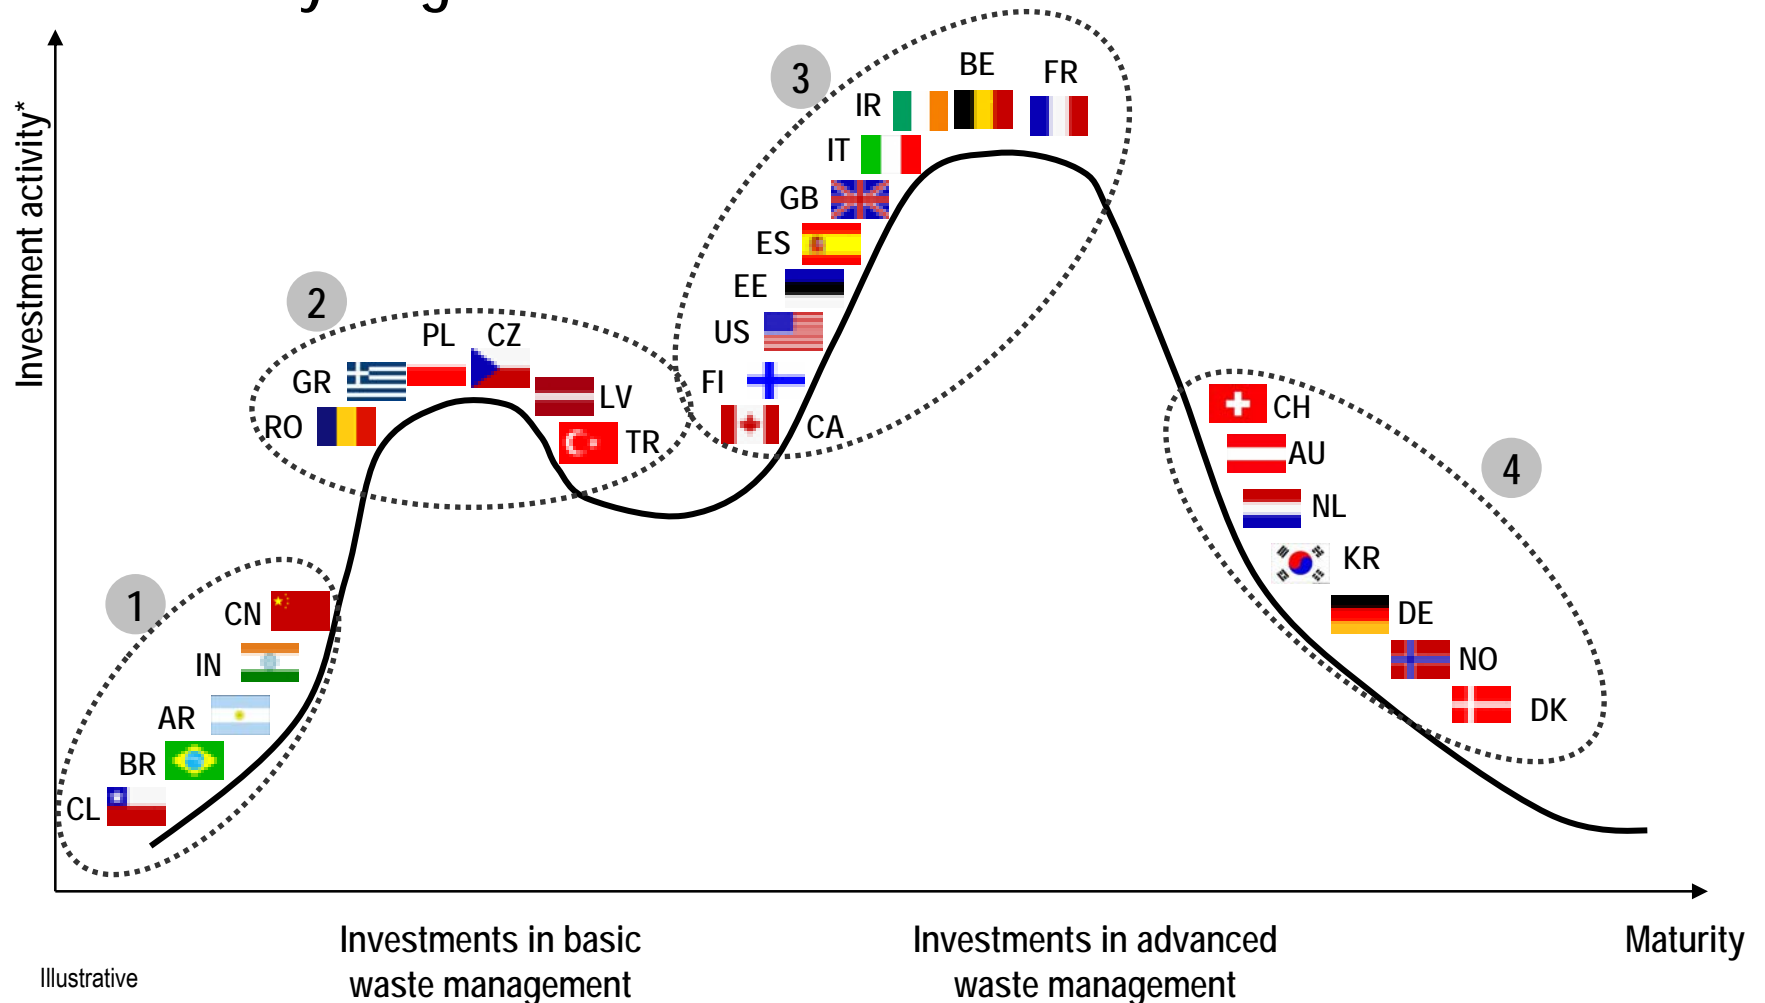 Investment activity*
3
BE
FR
IR
IT
GB
ES
EE
US
FI
CA
2
PL
CZ
GR
LV
RO
TR
CH
AU
4
NL
KR
DE
NO
DK
1
CN
IN
AR
BR
CL
Investments in basic
waste management
Investments in advanced
waste management
Maturity
Illustrative